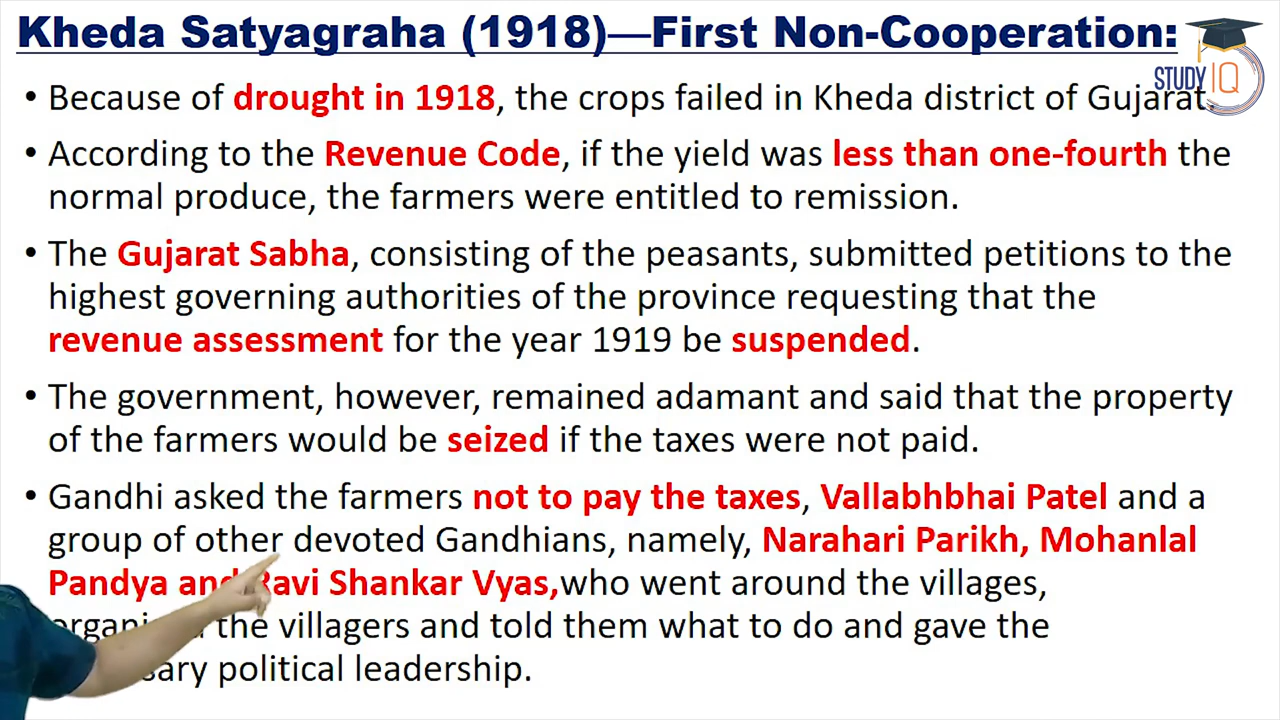 Kheda Satyagraha (1918)—First Non-Cooperation:
STUDY IQ
• Because of drought in 1918, the crops failed in Kheda district of Gujarat.
• According to the Revenue Code, if the yield was less than one-fourth the
normal produce, the farmers were entitled to remission.
• The Gujarat Sabha, consisting of the peasants, submitted petitions to the
highest governing authorities of the province requesting that the
revenue assessment for the year 1919 be suspended.
• The government, however, remained adamant and said that the property
of the farmers would be seized if the taxes were not paid.
• Gandhi asked the farmers not to pay the taxes, Vallabhbhai Patel and a
group of other devoted Gandhians, namely, Narahari Parikh, Mohanlal
Pandya and Ravi Shankar Vyas,who went around the villages,
the villagers and told them what to do and gave the
political leadership.